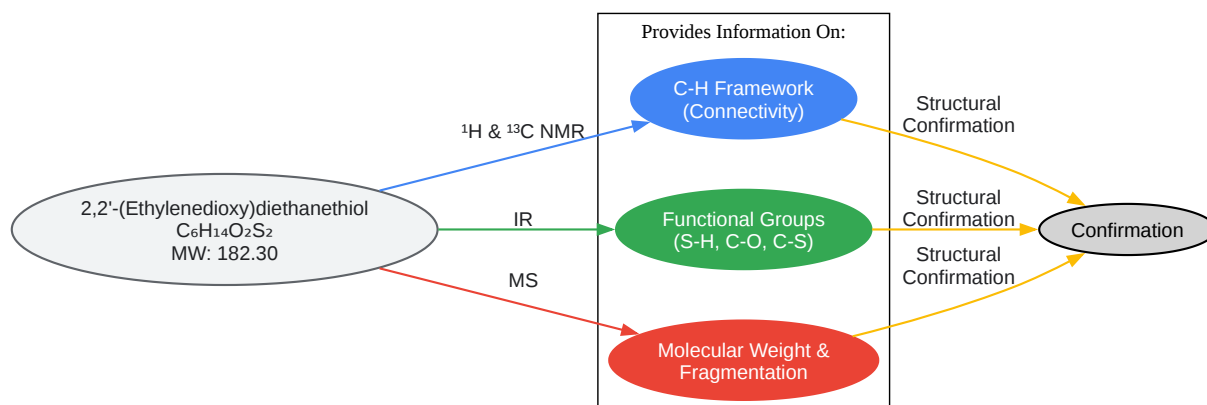 Provides Information On:
C-H Framework
(Connectivity)
Structural
Confirmation
¹H & ¹³C NMR
2,2'-(Ethylenedioxy)diethanethiol
C₆H₁₄O₂S₂
MW: 182.30
IR
Functional Groups
(S-H, C-O, C-S)
Structural
Confirmation
Confirmation
MS
Structural
Confirmation
Molecular Weight &
Fragmentation